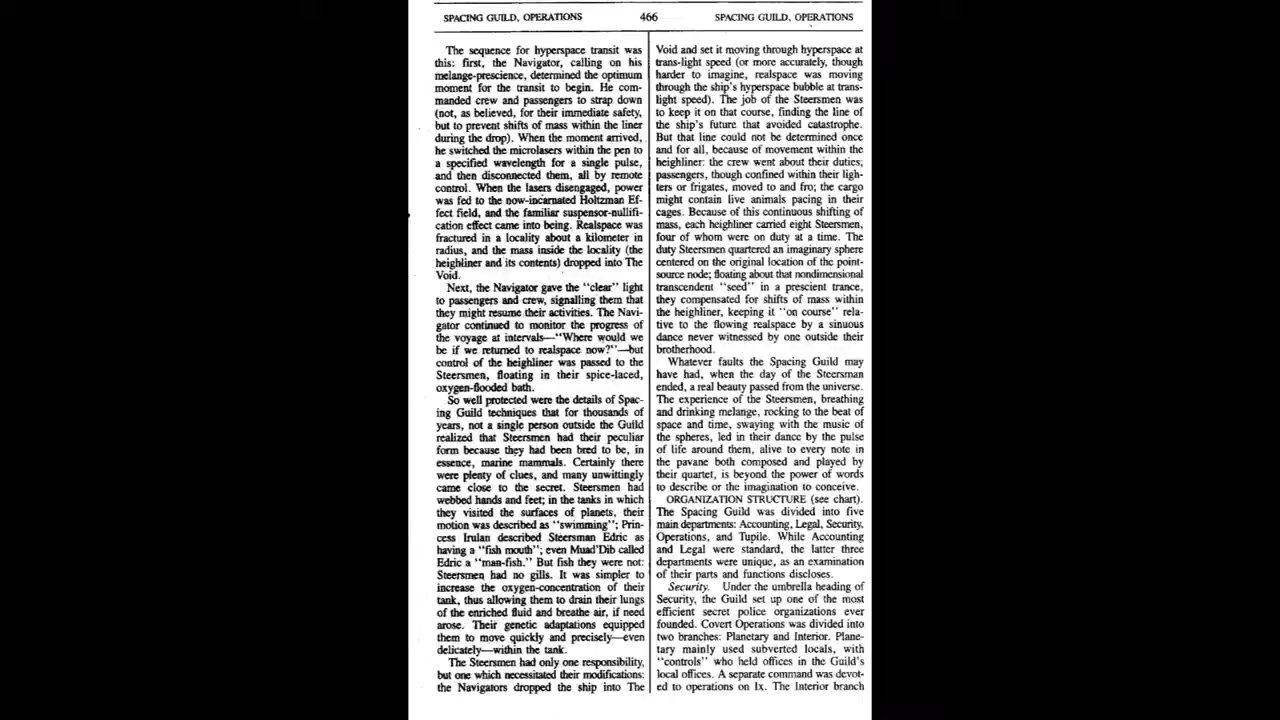 SPACING GUILD, OPERATIONS 466 SPACING GUILD, OPERATIONS
The sequence for hyperspace transit was
this: first, the Navigator, calling on his
melange-prescience, determined the optimum
moment for the transit to begin. He com-
manded crew and passengers to strap down
(not, as believed, for their immediate safety,
but to prevent shifts of mass within the liner
during the drop). When the moment arrived,
he switched the microlasers within the pen to
a specified wavelength for a single pulse,
and then disconnected them, all by remote
control. When the lasers disengaged, power
was fed to the now-incarnated Holtzman Ef-
fect field, and the familiar suspensor-nullifi-
cation effect came into being. Realspace was
fractured in a locality about a kilometer in
radius, and the mass inside the locality (the
heighliner and its contents) dropped into The
Void.
Next, the Navigator gave the "clear" light
to passengers and crew, signalling them that
they might resume their activities. The Navi-
gator continued to monitor the progress of
the voyage at intervals—"Where would we
be if we returned to realspace now?"—but
control of the heighliner was passed to the
Steersmen, floating in their spice-laced,
oxygen-flooded bath.
So well protected were the details of Spac-
ing Guild techniques that for thousands of
years, not a single person outside the Guild
realized that Steersmen had their peculiar
form because they had been bred to be, in
essence, marine mammals. Certainly there
were plenty of clues, and many unwittingly
came close to the secret. Steersmen had
webbed hands and feet; in the tanks in which
they visited the surfaces of planets, their
motion was described as "swimming"; Prin-
cess Irulan described Steersman Edric as
having a "fish mouth"; even Muad'Dib called
Edric a "man-fish." But fish they were not:
Steersmen had no gills. It was simpler to
increase the oxygen-concentration of their
tank, thus allowing them to drain their lungs
of the enriched fluid and breathe air, if need
arose. Their genetic adaptations equipped
them to move quickly and precisely—even
delicately—within the tank.
The Steersmen had only one responsibility,
but one which necessitated their modifications:
the Navigators dropped the ship into The
Void and set it moving through hyperspace at
trans-light speed (or more accurately, though
harder to imagine, realspace was moving
through the ship's hyperspace bubble at trans-
light speed). The job of the Steersmen was
to keep it on that course, finding the line of
the ship's future that avoided catastrophe.
But that line could not be determined once
and for all, because of movement within the
heighliner: the crew went about their duties;
passengers, though confined within their ligh-
ters or frigates, moved to and fro; the cargo
might contain live animals pacing in their
cages. Because of this continuous shifting of
mass, each heighliner carried eight Steersmen,
four of whom were on duty at a time. The
duty Steersmen quartered an imaginary sphere
centered on the original location of the point-
source node; floating about that nondimensional
transcendent "seed" in a prescient trance,
they compensated for shifts of mass within
the heighliner, keeping it "on course" rela-
tive to the flowing realspace by a sinuous
dance never witnessed by one outside their
brotherhood.
Whatever faults the Spacing Guild may
have had, when the day of the Steersman
ended, a real beauty passed from the universe.
The experience of the Steersmen, breathing
and drinking melange, rocking to the beat of
space and time, swaying with the music of
the spheres, led in their dance by the pulse
of life around them, alive to every note in
the pavane both composed and played by
their quartet, is beyond the power of words
to describe or the imagination to conceive.
ORGANIZATION STRUCTURE (see chart).
The Spacing Guild was divided into five
main departments: Accounting, Legal, Security,
Operations, and Tupile. While Accounting
and Legal were standard, the latter three
departments were unique, as an examination
of their parts and functions discloses.
Security. Under the umbrella heading of
Security, the Guild set up one of the most
efficient secret police organizations ever
founded. Covert Operations was divided into
two branches: Planetary and Interior. Plane-
tary mainly used subverted locals, with
"controls" who held offices in the Guild's
local offices. A separate command was devot-
ed to operations on Ix. The Interior branch